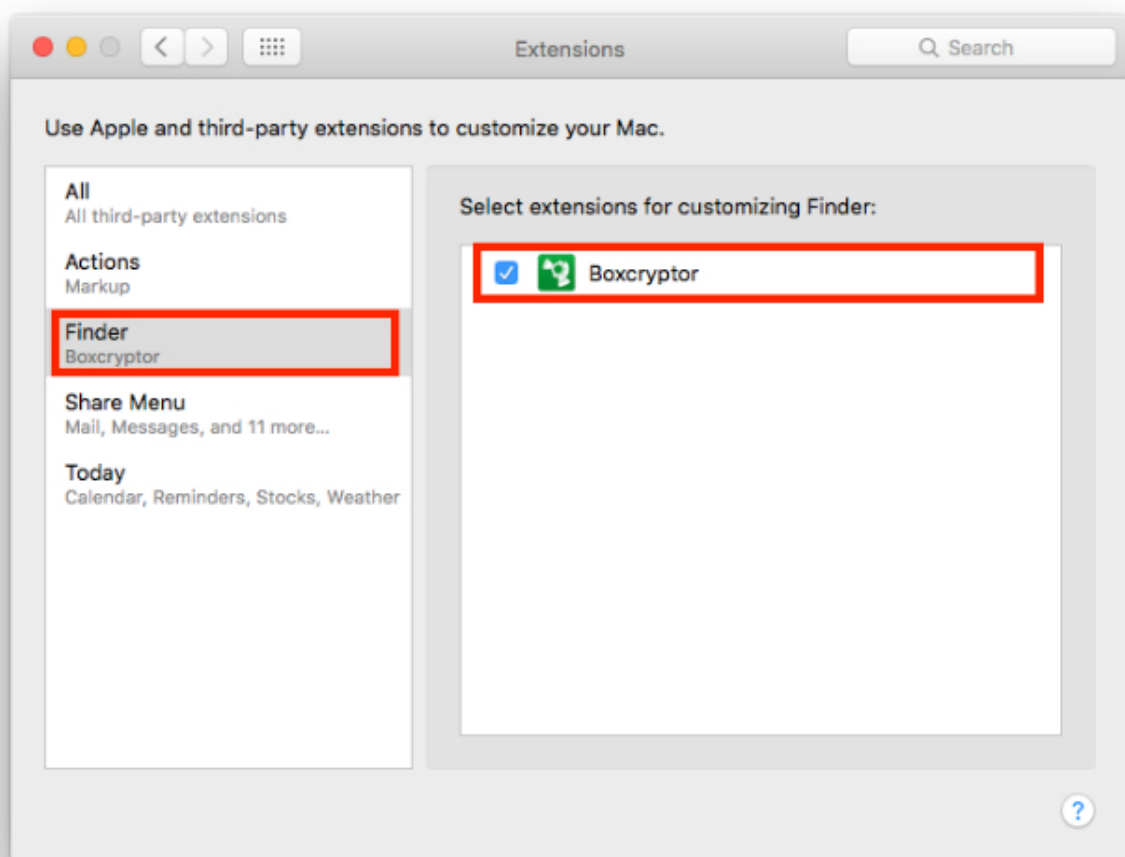 Extensions
Search
Use Apple and third-party extensions to customize your Mac.
All
All third-party extensions
Actions
Markup
Finder
Boxcryptor
Share Menu
Mail, Messages, and 11 more...
Today
Calendar, Reminders, Stocks, Weather
Select extensions for customizing Finder:
Boxcryptor
?